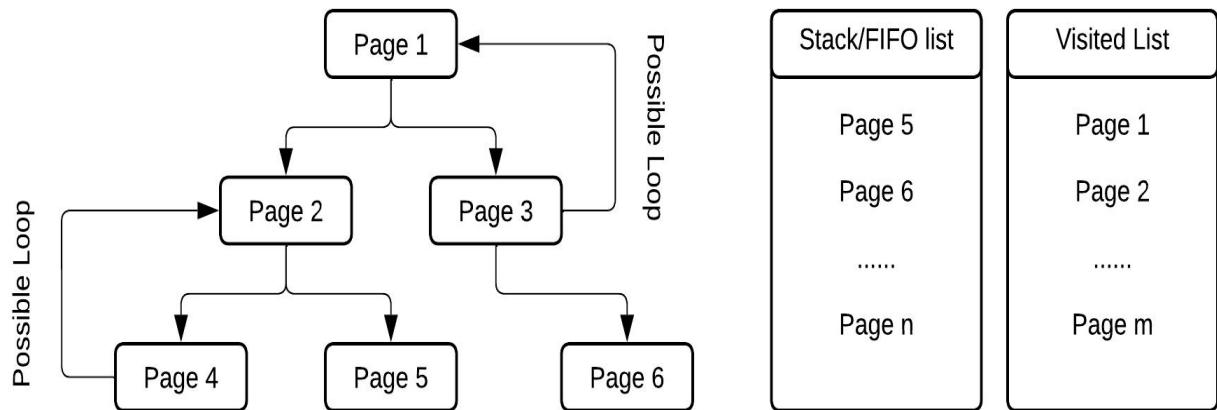 Page 1
Possible Loop
Page 2
Page 3
Possible Loop
Page 4
Page 5
Page 6
Stack/FIFO list
Page 5
Page 6
......
Page n
Visited List
Page 1
Page 2
......
Page m